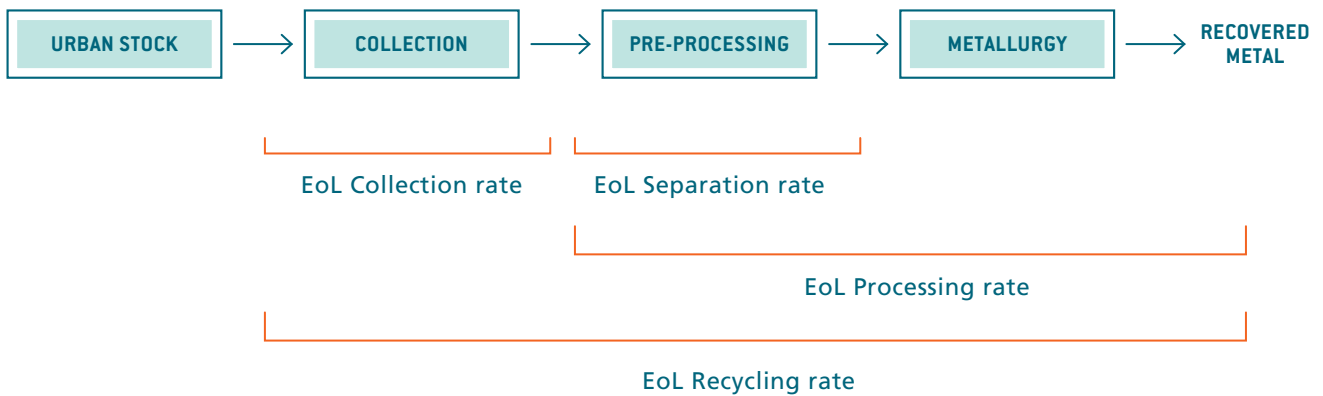 URBAN STOCK
COLLECTION
PRE-PROCESSING
METALLURGY
RECOVERED
METAL
EoL Collection rate
EoL Separation rate
EoL Processing rate
EoL Recycling rate